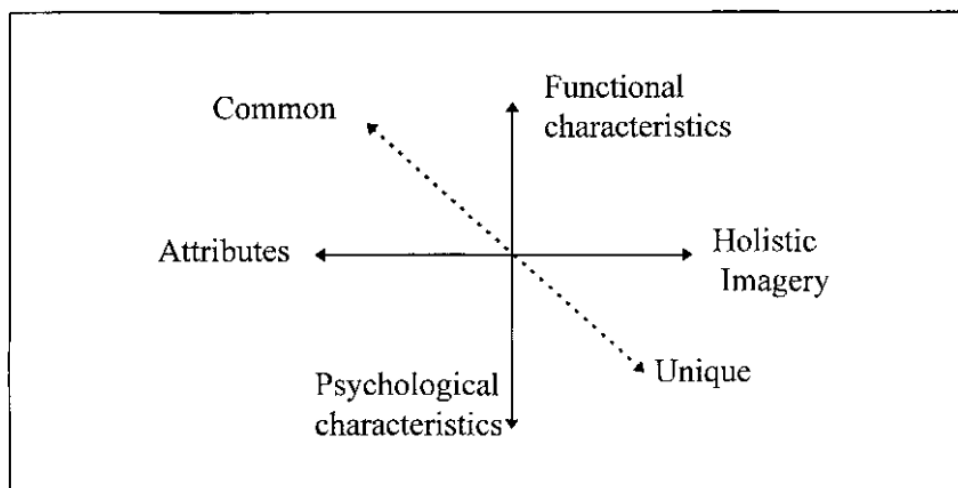 Common
Functional
characteristics
Attributes
Holistic
Imagery
Psychological
characteristics
Unique